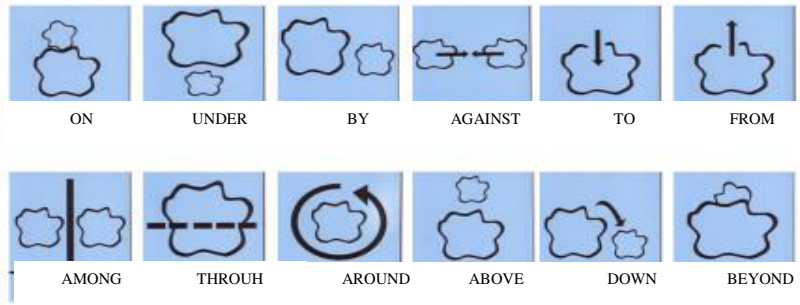 ON UNDER BY AGAINST TO FROM
AMONG THROUH AROUND ABOVE DOWN BEYOND